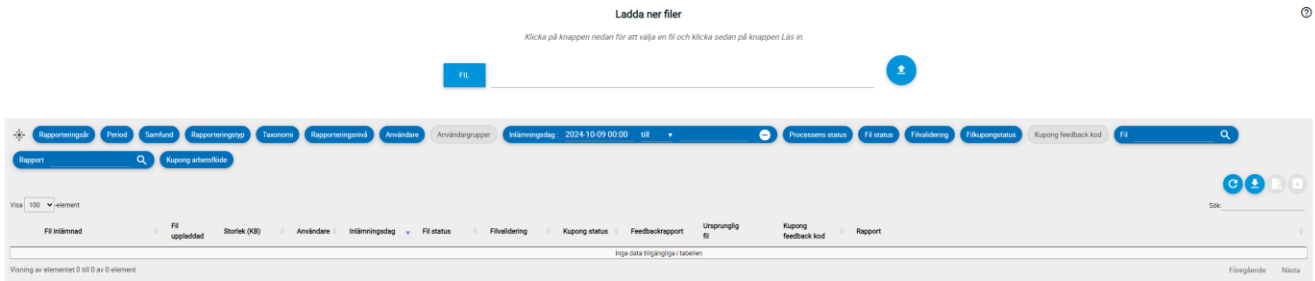 Ladda ner filer
Klicka på knappen nedan för att välja en fil och klicka sedan på knappen Läs in.
FIL
Rapporteringsår Period Samfund Rapporteringstyp Taxonomi Rapporteringsnivå Användare Användargrupper Inlämningsdag : 2024-10-09 00:00 till Processens status Fil status Filvalidering Filkupongstatus Kupong feedback kod Fil
Rapport Kupong arbetsflöde
Visa 100 -element Sök:
Fil inlämnad Fil uppladdad Storlek (KB) Användare Inlämningsdag Fil status Filvalidering Kupong status Feedbackrapport Ursprunglig fil Kupong feedback kod Rapport
Inga data tillgängliga i tabellen
Visning av elementet 0 till 0 av 0 element Föregående Nästa